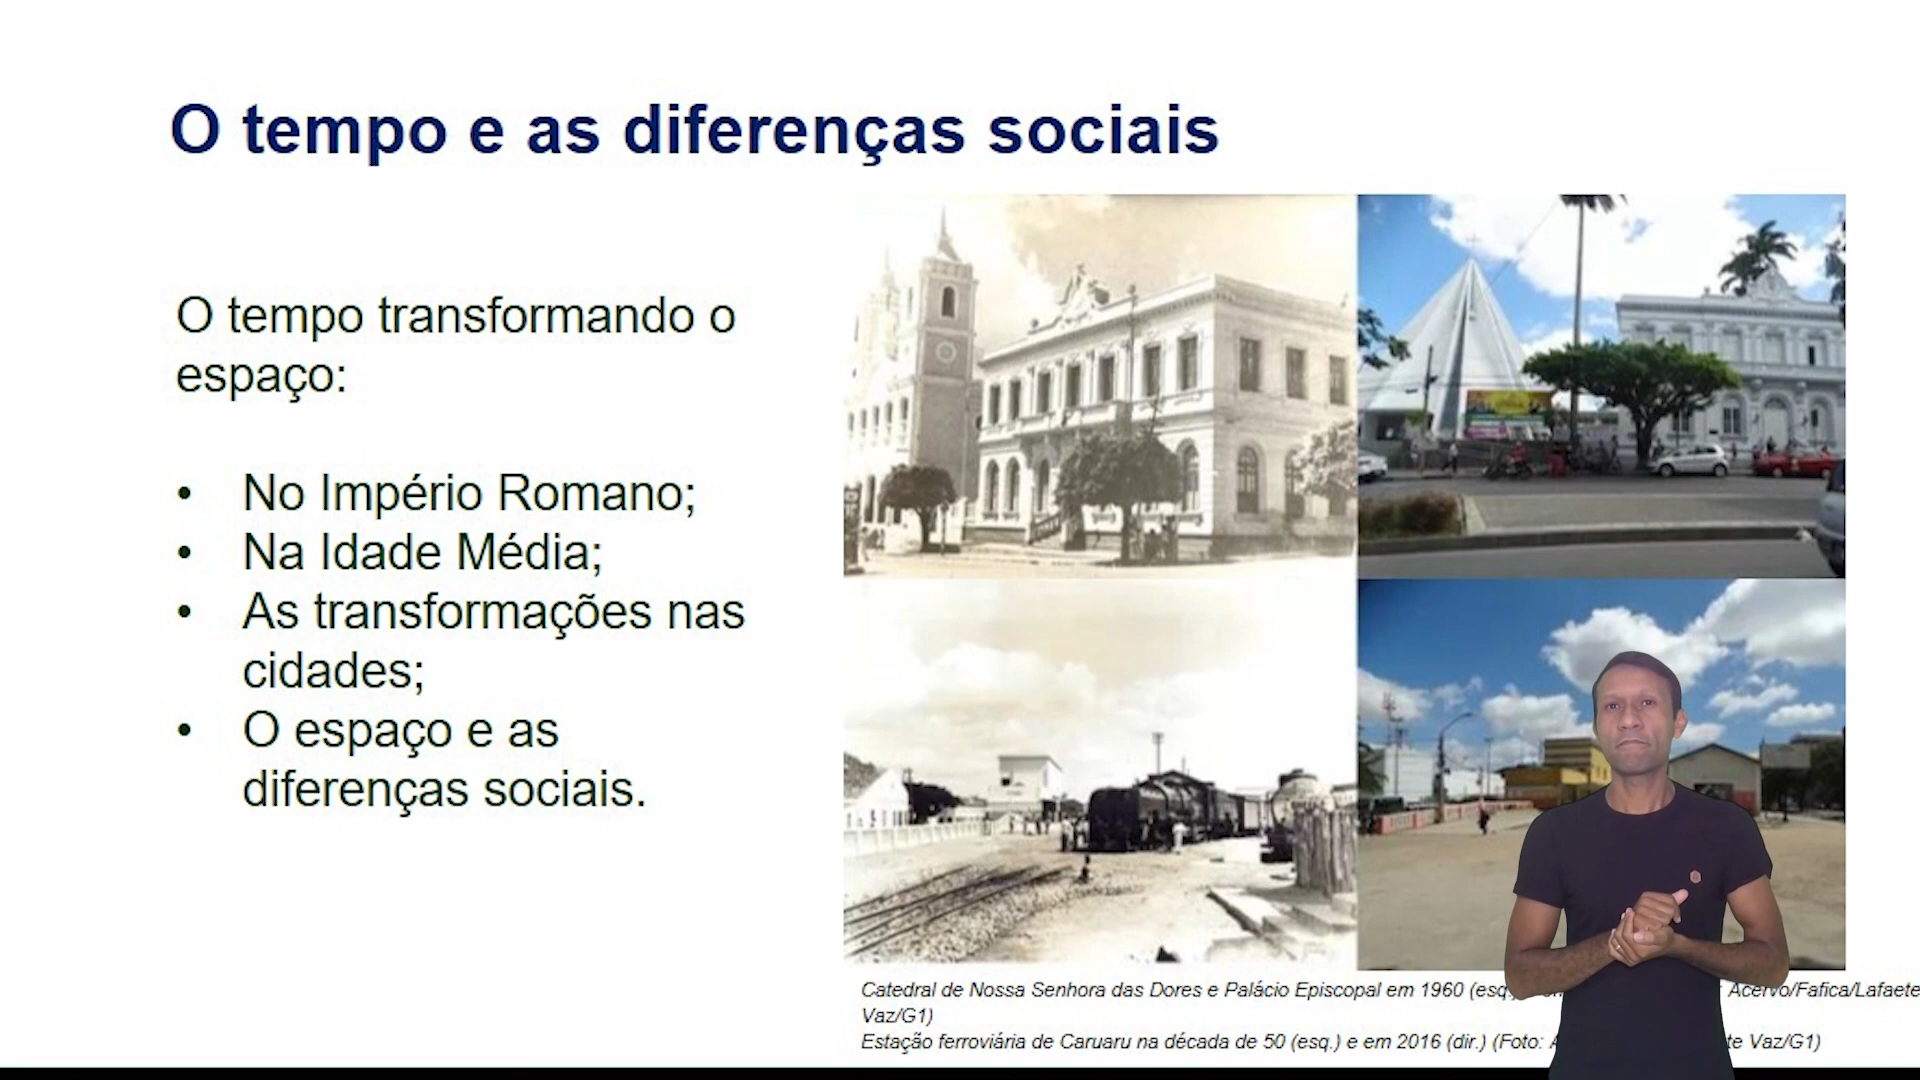 O tempo e as diferenças sociais
O tempo transformando o
espaço:
• No Império Romano;
• Na Idade Média;
• As transformações nas
cidades;
• O espaço e as
diferenças sociais.
Catedral de Nossa Senhora das Dores e Palácio Episcopal em 1960 (esq Acervo/Fafica/Lafaete
Vaz/G1)
Estação ferroviária de Caruaru na década de 50 (esq.) e em 2016 (dir.) (Foto: Vaz/G1)